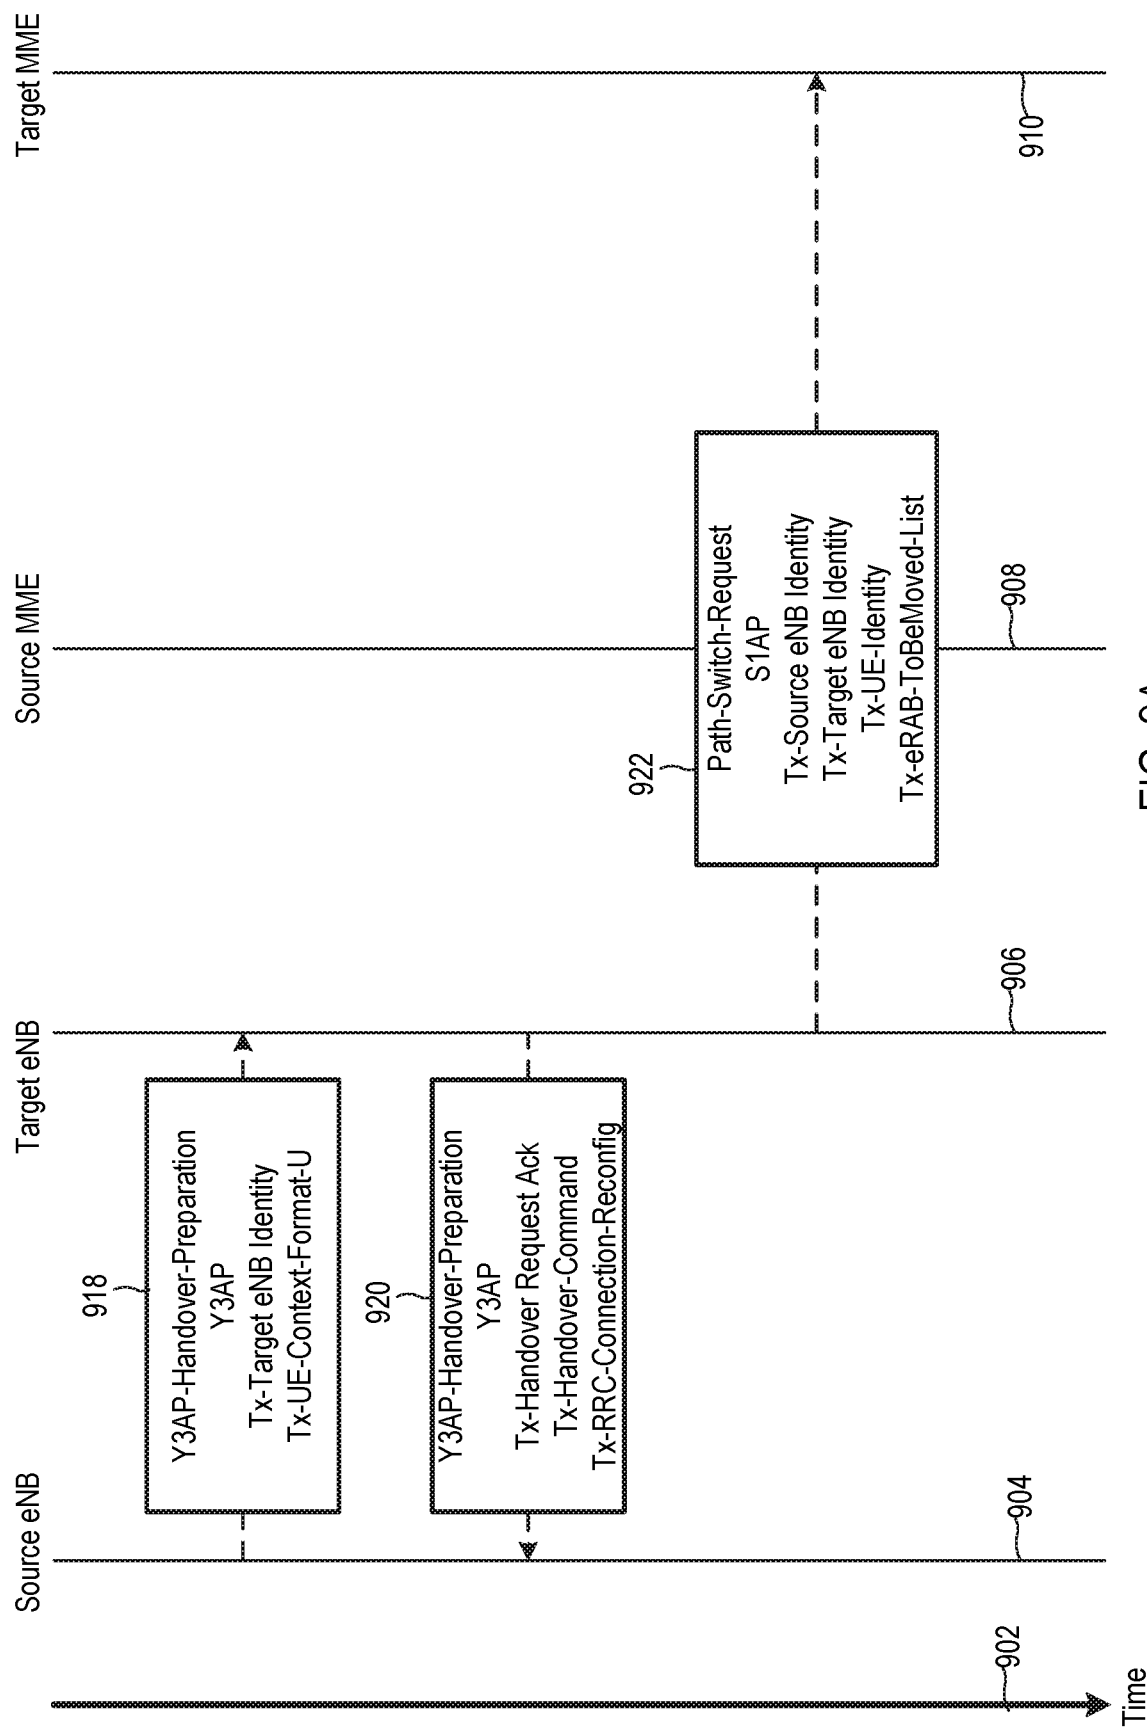 Source eNB
Target eNB
Source MME
Target MME
918
Y3AP-Handover-Preparation
Y3AP
Tx-Target eNB Identity
Tx-UE-Context-Format-U
920
Y3AP-Handover-Preparation
Y3AP
Tx-Handover Request Ack
Tx-Handover-Command
Tx-RRC-Connection-Reconfig
922
Path-Switch-Request
S1AP
Tx-Source eNB Identity
Tx-Target eNB Identity
Tx-UE-Identity
Tx-eRAB-ToBeMoved-List
902
904
906
908
910
Time